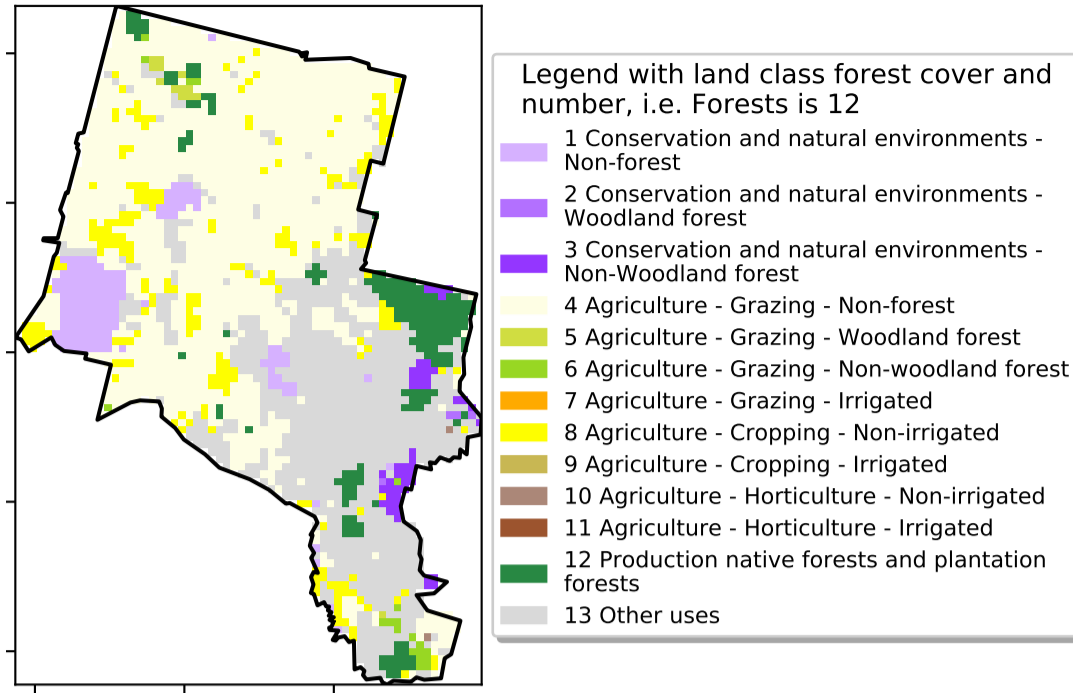 Legend with land class forest cover and
number, i.e. Forests is 12
1 Conservation and natural environments -
Non-forest
2 Conservation and natural environments -
Woodland forest
3 Conservation and natural environments -
Non-Woodland forest
4 Agriculture - Grazing - Non-forest
5 Agriculture - Grazing - Woodland forest
6 Agriculture - Grazing - Non-woodland forest
7 Agriculture - Grazing - Irrigated
8 Agriculture - Cropping - Non-irrigated
9 Agriculture - Cropping - Irrigated
10 Agriculture - Horticulture - Non-irrigated
11 Agriculture - Horticulture - Irrigated
12 Production native forests and plantation
forests
13 Other uses